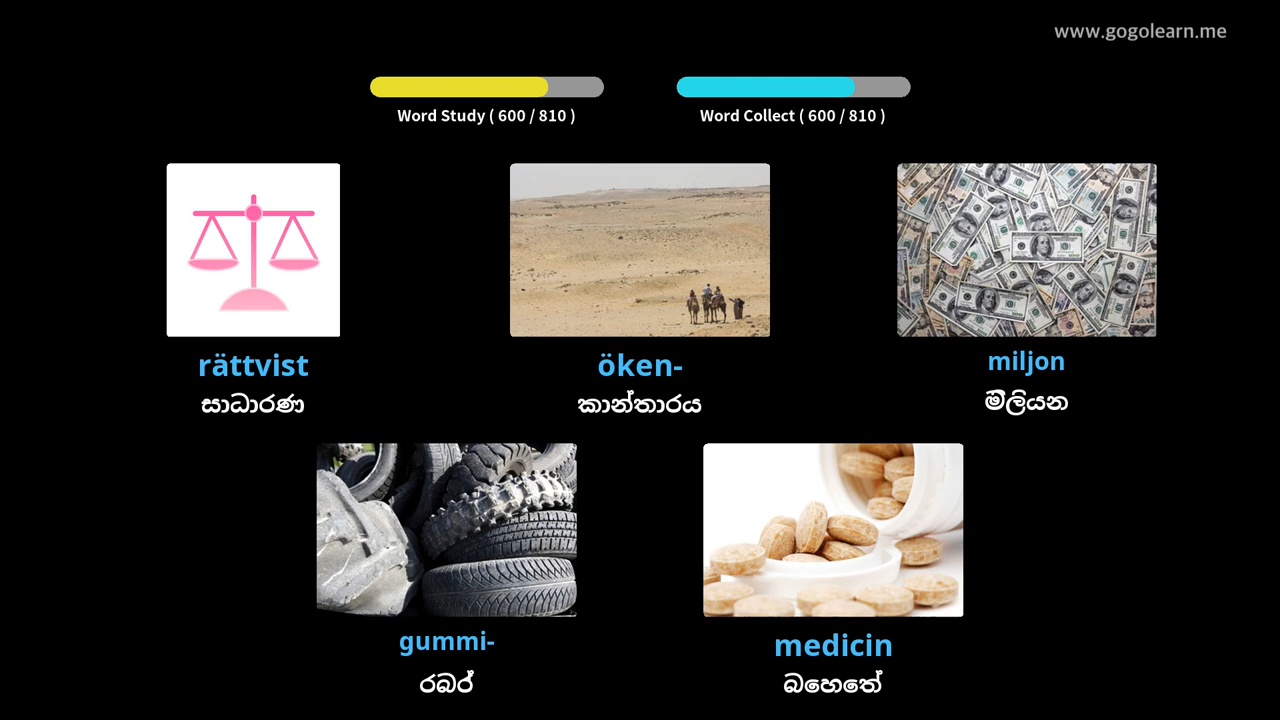 www.gogolearn.me
Word Study ( 600 / 810 )
Word Collect ( 600 / 810 )
rättvist
සාධාරණ
öken-
කාන්තාරය
miljon
මිලියන
gummi-
රබර්
medicin
බෙහෙත්